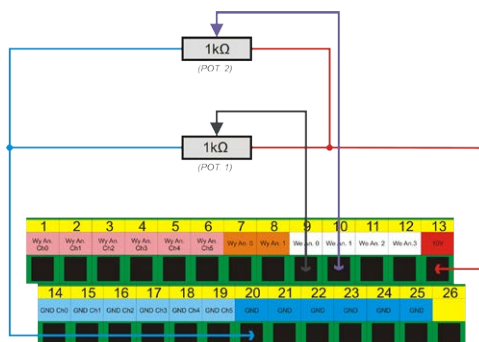 1kΩ
(POT. 2)
1kΩ
(POT. 1)
1 2 3 4 5 6 7 8 9 10 11 12 13
Wy An. Ch0 Wy An. Ch1 Wy An. Ch2 Wy An. Ch3 Wy An. Ch4 Wy An. Ch5 Wy An. 0 Wy An. 1 We An. 0 We An. 1 We An. 2 We An.3 10V
14 15 16 17 18 19 20 21 22 23 24 25 26
GND Ch0 GND Ch1 GND Ch2 GND Ch3 GND Ch4 GND Ch5 GND GND GND GND GND GND